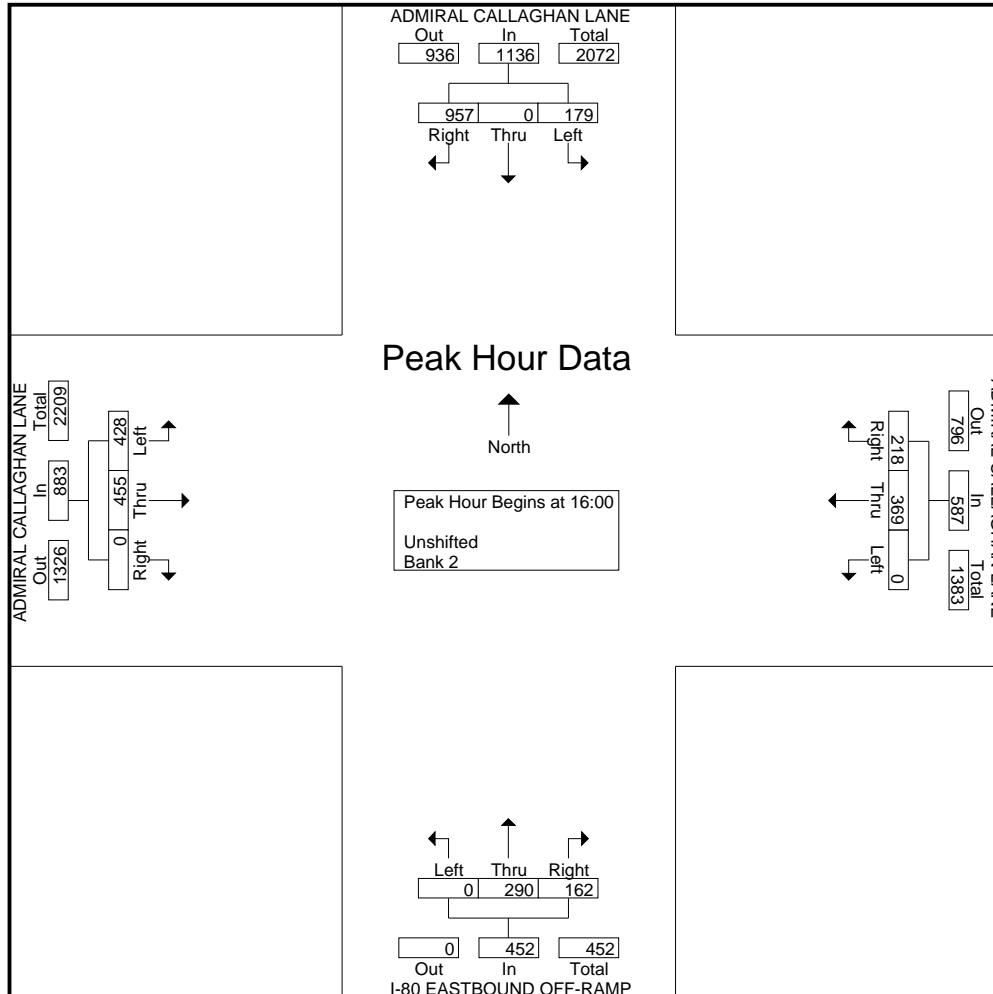 ADMIRAL CALLAGHAN LANE
Out In Total
936 1136 2072
957 0 179
Right Thru Left
Peak Hour Data
North
Peak Hour Begins at 16:00
Unshifted
Bank 2
ADMIRAL CALLAGHAN LANE
Total In Out
2209 883 1326
428 455 0
Left Thru Right
Right Thru Left
218 369 0
Out In Total
796 587 1383
Left Thru Right
0 290 162
0 452 452
Out In Total
I-80 EASTBOUND OFF-RAMP